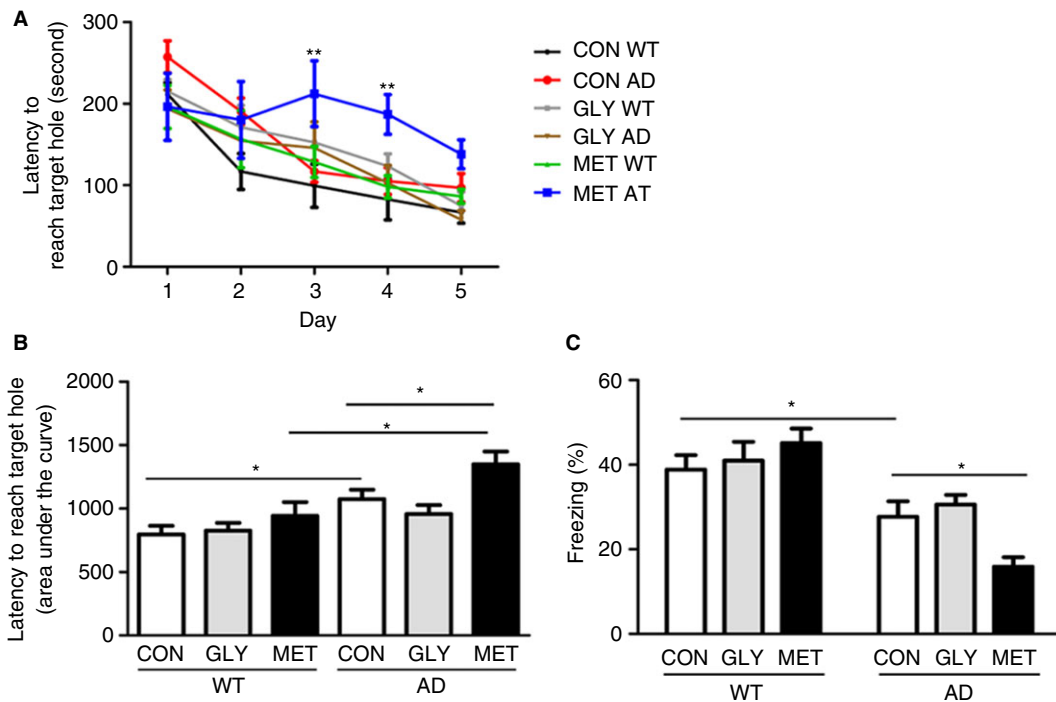 A
Latency to
reach target hole (second)
300
200
100
0
**
**
1 2 3 4 5
Day
CON WT
CON AD
GLY WT
GLY AD
MET WT
MET AT
B
Latency to reach target hole
(area under the curve)
2000
1500
1000
500
0
*
*
*
CON GLY MET CON GLY MET
WT AD
C
Freezing (%)
60
40
20
0
*
*
CON GLY MET CON GLY MET
WT AD